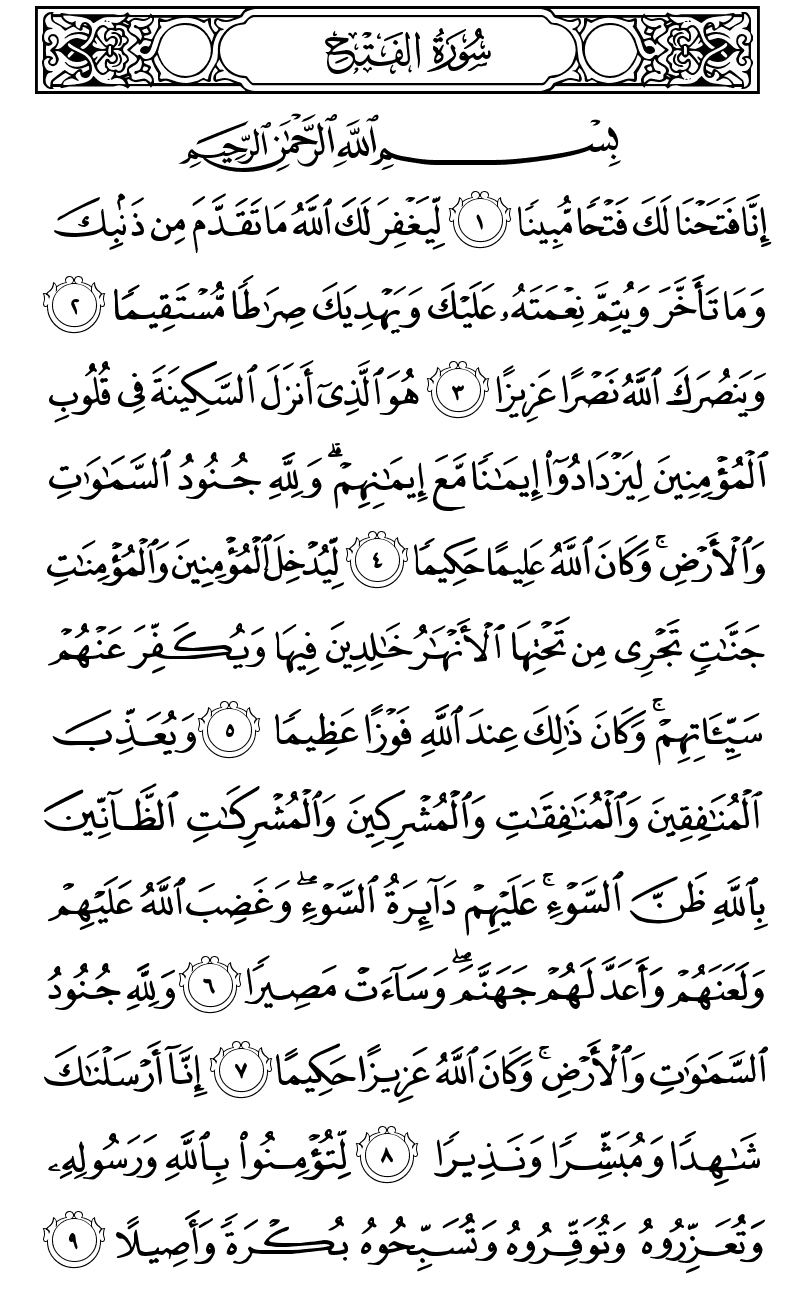 سُورَةُ الفَتۡحِ
بِسۡمِ ٱللَّهِ ٱلرَّحۡمَٰنِ ٱلرَّحِيمِ
إِنَّا فَتَحۡنَا لَكَ فَتۡحٗا مُّبِينٗا ١ لِّيَغۡفِرَ لَكَ ٱللَّهُ مَا تَقَدَّمَ مِن ذَنۢبِكَ
وَمَا تَأَخَّرَ وَيُتِمَّ نِعۡمَتَهُۥ عَلَيۡكَ وَيَهۡدِيَكَ صِرَٰطٗا مُّسۡتَقِيمٗا ٢
وَيَنصُرَكَ ٱللَّهُ نَصۡرًا عَزِيزًا ٣ هُوَ ٱلَّذِيٓ أَنزَلَ ٱلسَّكِينَةَ فِي قُلُوبِ
ٱلۡمُؤۡمِنِينَ لِيَزۡدَادُوٓاْ إِيمَٰنٗا مَّعَ إِيمَٰنِهِمۡۗ وَلِلَّهِ جُنُودُ ٱلسَّمَٰوَٰتِ
وَٱلۡأَرۡضِۚ وَكَانَ ٱللَّهُ عَلِيمًا حَكِيمٗا ٤ لِّيُدۡخِلَ ٱلۡمُؤۡمِنِينَ وَٱلۡمُؤۡمِنَٰتِ
جَنَّٰتٖ تَجۡرِي مِن تَحۡتِهَا ٱلۡأَنۡهَٰرُ خَٰلِدِينَ فِيهَا وَيُكَفِّرَ عَنۡهُمۡ
سَيِّـَٔاتِهِمۡۚ وَكَانَ ذَٰلِكَ عِندَ ٱللَّهِ فَوۡزًا عَظِيمٗا ٥ وَيُعَذِّبَ
ٱلۡمُنَٰفِقِينَ وَٱلۡمُنَٰفِقَٰتِ وَٱلۡمُشۡرِكِينَ وَٱلۡمُشۡرِكَٰتِ ٱلظَّآنِّينَ
بِٱللَّهِ ظَنَّ ٱلسَّوۡءِۚ عَلَيۡهِمۡ دَآئِرَةُ ٱلسَّوۡءِۖ وَغَضِبَ ٱللَّهُ عَلَيۡهِمۡ
وَلَعَنَهُمۡ وَأَعَدَّ لَهُمۡ جَهَنَّمَۖ وَسَآءَتۡ مَصِيرٗا ٦ وَلِلَّهِ جُنُودُ
ٱلسَّمَٰوَٰتِ وَٱلۡأَرۡضِۚ وَكَانَ ٱللَّهُ عَزِيزًا حَكِيمًا ٧ إِنَّآ أَرۡسَلۡنَٰكَ
شَٰهِدٗا وَمُبَشِّرٗا وَنَذِيرٗا ٨ لِّتُؤۡمِنُواْ بِٱللَّهِ وَرَسُولِهِۦ
وَتُعَزِّرُوهُ وَتُوَقِّرُوهُ وَتُسَبِّحُوهُ بُكۡرَةٗ وَأَصِيلًا ٩